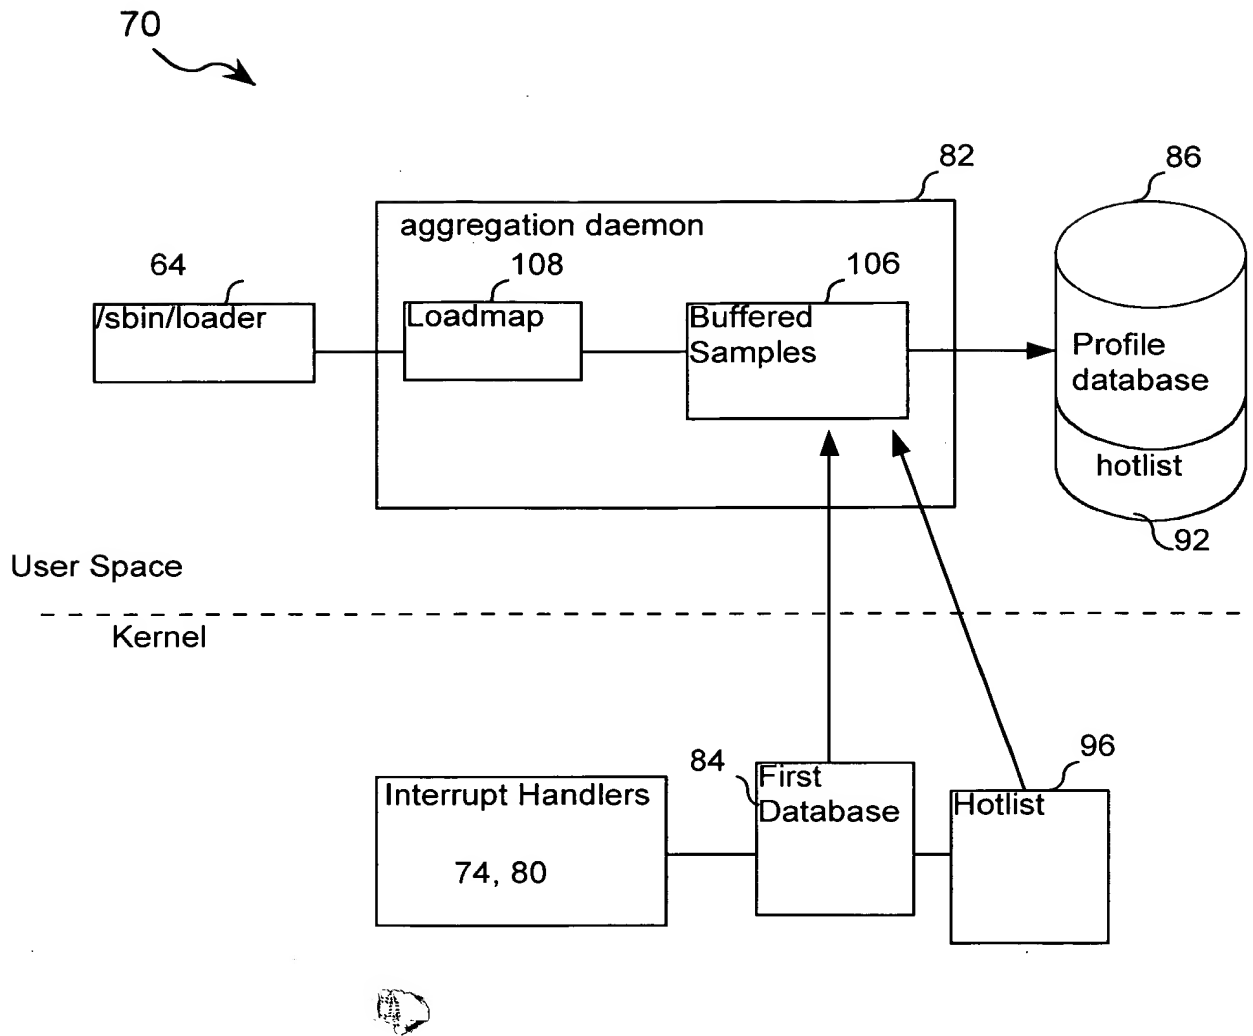 70
82
86
aggregation daemon
64
108
106
/sbin/loader
Loadmap
Buffered
Samples
Profile
database
hotlist
92
User Space
Kernel
84
96
First
Database
Interrupt Handlers
Hotlist
74, 80